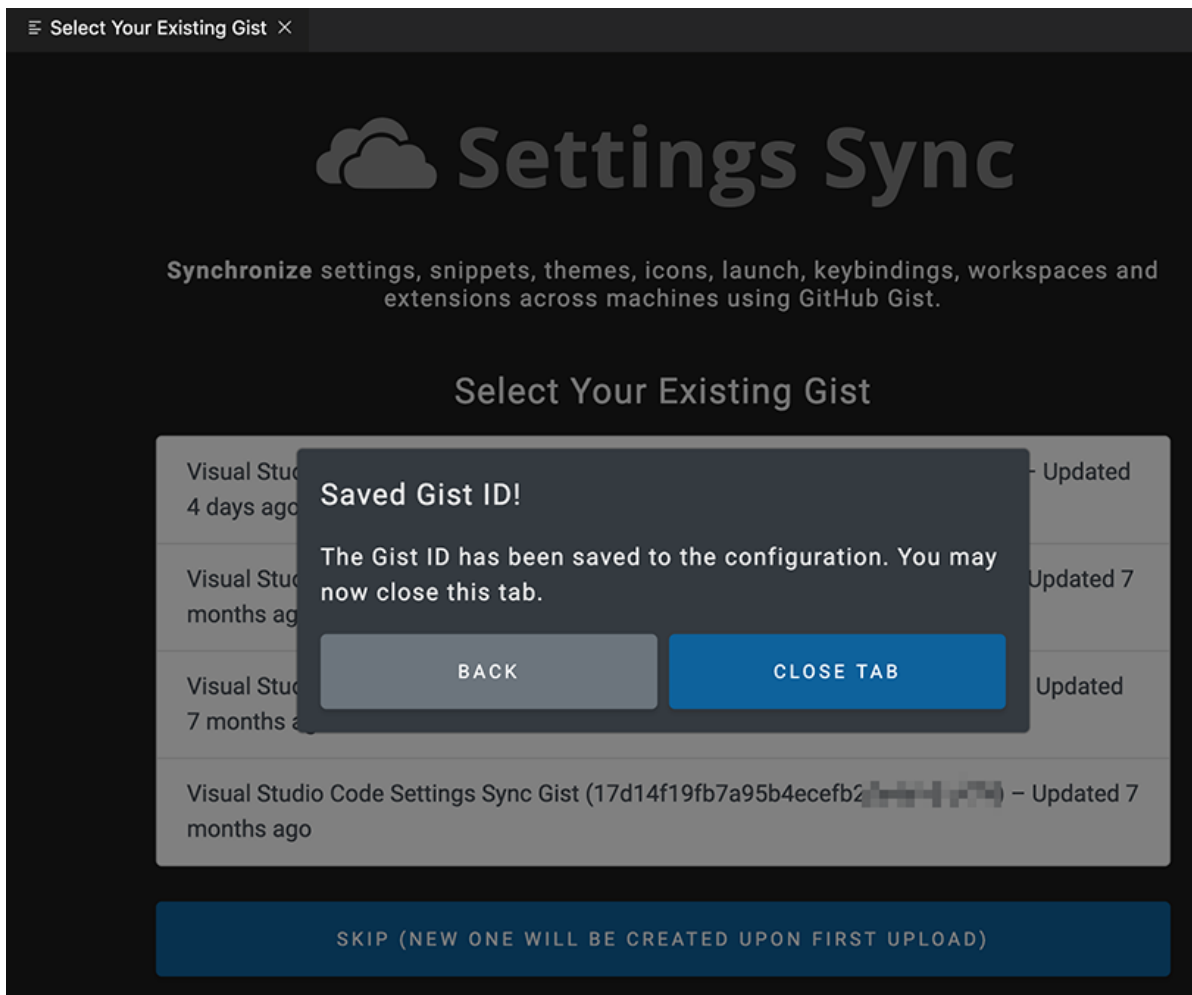 Select Your Existing Gist
Settings Sync
Synchronize settings, snippets, themes, icons, launch, keybindings, workspaces and
extensions across machines using GitHub Gist.
Select Your Existing Gist
Visual – Updated
4 days ago
Visual Updated 7
months
Visual Updated
7 months
Saved Gist ID!
The Gist ID has been saved to the configuration. You may
now close this tab.
BACK CLOSE TAB
Visual Studio Code Settings Sync Gist (17d14f19fb7a95b4ecefb2 ) – Updated 7
months ago
SKIP (NEW ONE WILL BE CREATED UPON FIRST UPLOAD)